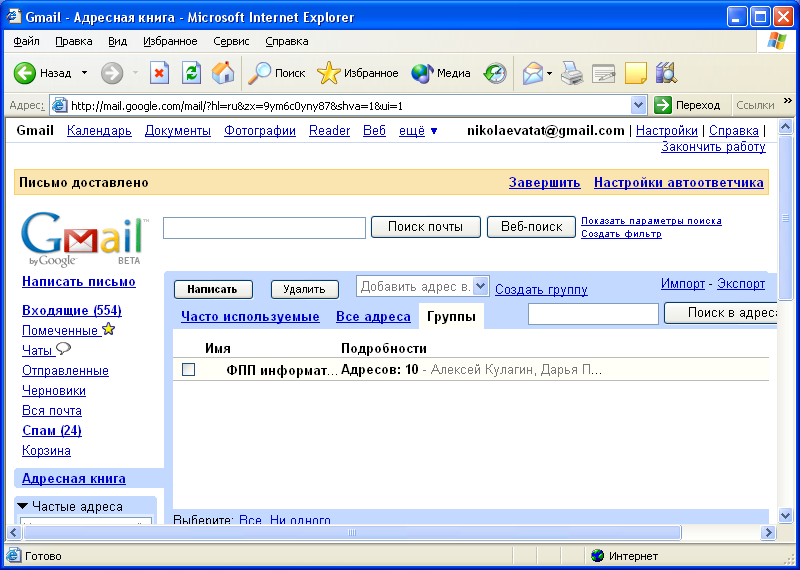 Gmail - Адресная книга - Microsoft Internet Explorer
Файл Правка Вид Избранное Сервис Справка
Назад Поиск Избранное Медиа
Адрес: http://mail.google.com/mail/?hl=ru&zx=9ym6c0yny87&shva=1&ui=1 Переход Ссылки »
Gmail Календарь Документы Фотографии Reader Веб ещё ▼ nikolaevatat@gmail.com | Настройки | Справка |
Закончить работу
Письмо доставлено Завершить Настройки автоответчика
Gmail™
by Google BETA
Поиск почты Веб-поиск Показать параметры поиска
Создать фильтр
Написать письмо
Написать Удалить Добавить адрес в. Создать группу Импорт - Экспорт
Входящие (554)
Часто используемые Все адреса Группы Поиск в адреса
Помеченные
Чаты
Имя Подробности
Отправленные
ФПП информат... Адресов: 10 - Алексей Кулагин, Дарья П...
Черновики
Вся почта
Спам (24)
Корзина
Адресная книга
Частые адреса
Выберите: Все, Ни одного
Готово Интернет